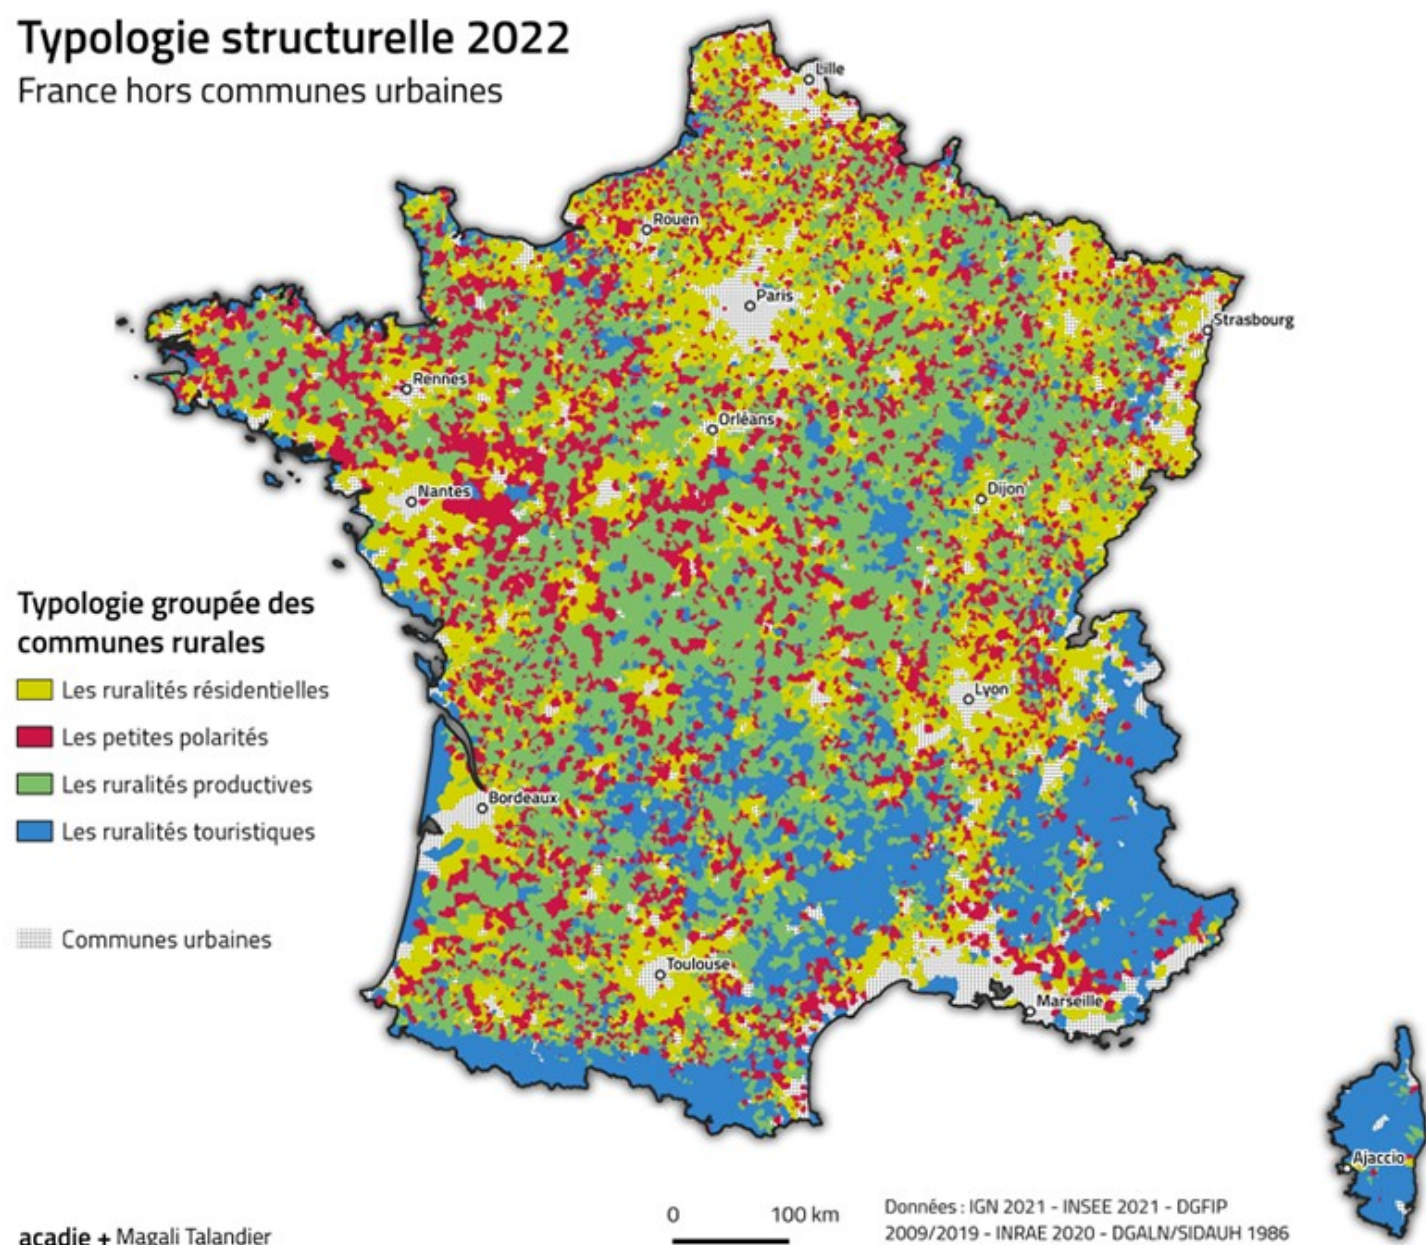 Typologie structurelle 2022
France hors communes urbaines
Lille
Rouen
Paris
Strasbourg
Rennes
Orléans
Nantes
Dijon
Typologie groupée des
communes rurales
Les ruralités résidentielles
Lyon
Les petites polarités
Les ruralités productives
Bordeaux
Les ruralités touristiques
Communes urbaines
Toulouse
Marseille
Ajaccio
0 100 km
Données : IGN 2021 - INSEE 2021 - DGFIP
2009/2019 - INRAE 2020 - DGALN/SIDAUH 1986
acadie + Magali Talandier